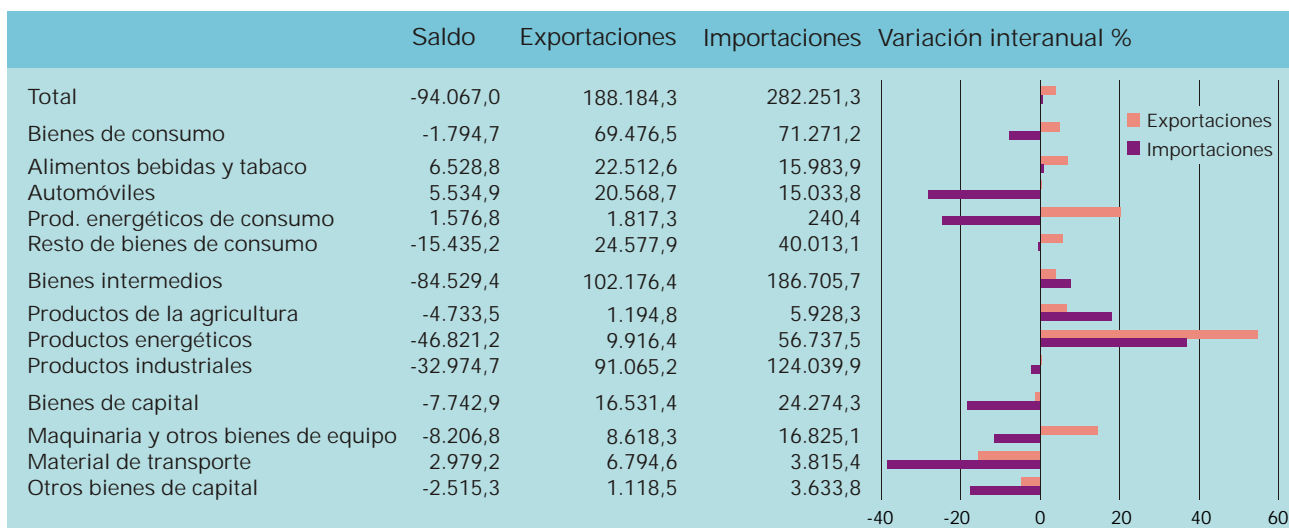 Saldo Exportaciones Importaciones Variación interanual %
Total -94.067,0 188.184,3 282.251,3
Exportaciones
Bienes de consumo -1.794,7 69.476,5 71.271,2
Importaciones
Alimentos bebidas y tabaco 6.528,8 22.512,6 15.983,9
Automóviles 5.534,9 20.568,7 15.033,8
Prod. energéticos de consumo 1.576,8 1.817,3 240,4
Resto de bienes de consumo -15.435,2 24.577,9 40.013,1
Bienes intermedios -84.529,4 102.176,4 186.705,7
Productos de la agricultura -4.733,5 1.194,8 5.928,3
Productos energéticos -46.821,2 9.916,4 56.737,5
Productos industriales -32.974,7 91.065,2 124.039,9
Bienes de capital -7.742,9 16.531,4 24.274,3
Maquinaria y otros bienes de equipo -8.206,8 8.618,3 16.825,1
Material de transporte 2.979,2 6.794,6 3.815,4
Otros bienes de capital -2.515,3 1.118,5 3.633,8
-40 -20 0 20 40 60